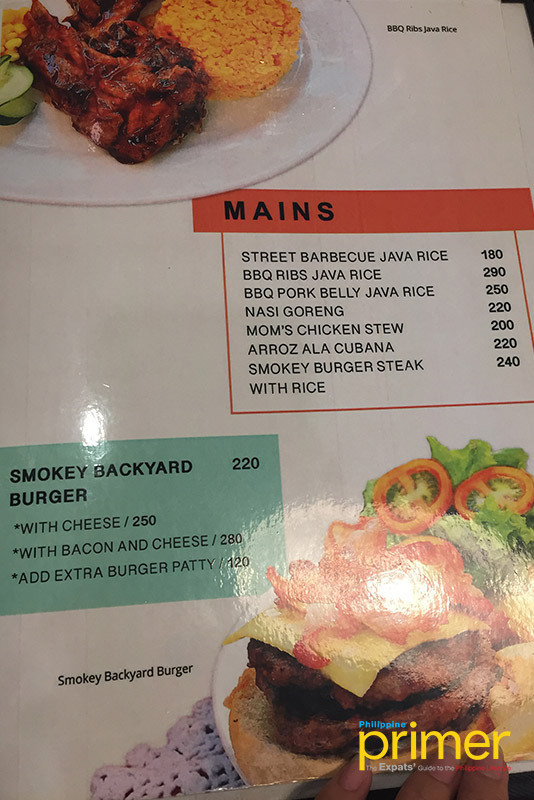 BBQ Ribs Java Rice
MAINS
STREET BARBECUE JAVA RICE 180
BBQ RIBS JAVA RICE 290
BBQ PORK BELLY JAVA RICE 250
NASI GORENG 220
MOM'S CHICKEN STEW 200
ARROZ ALA CUBANA 220
SMOKEY BURGER STEAK 240
WITH RICE
SMOKEY BACKYARD 220
BURGER
*WITH CHEESE / 250
*WITH BACON AND CHEESE / 280
*ADD EXTRA BURGER PATTY / 120
Smokey Backyard Burger
Philippine
primer
The Expats' Guide to the